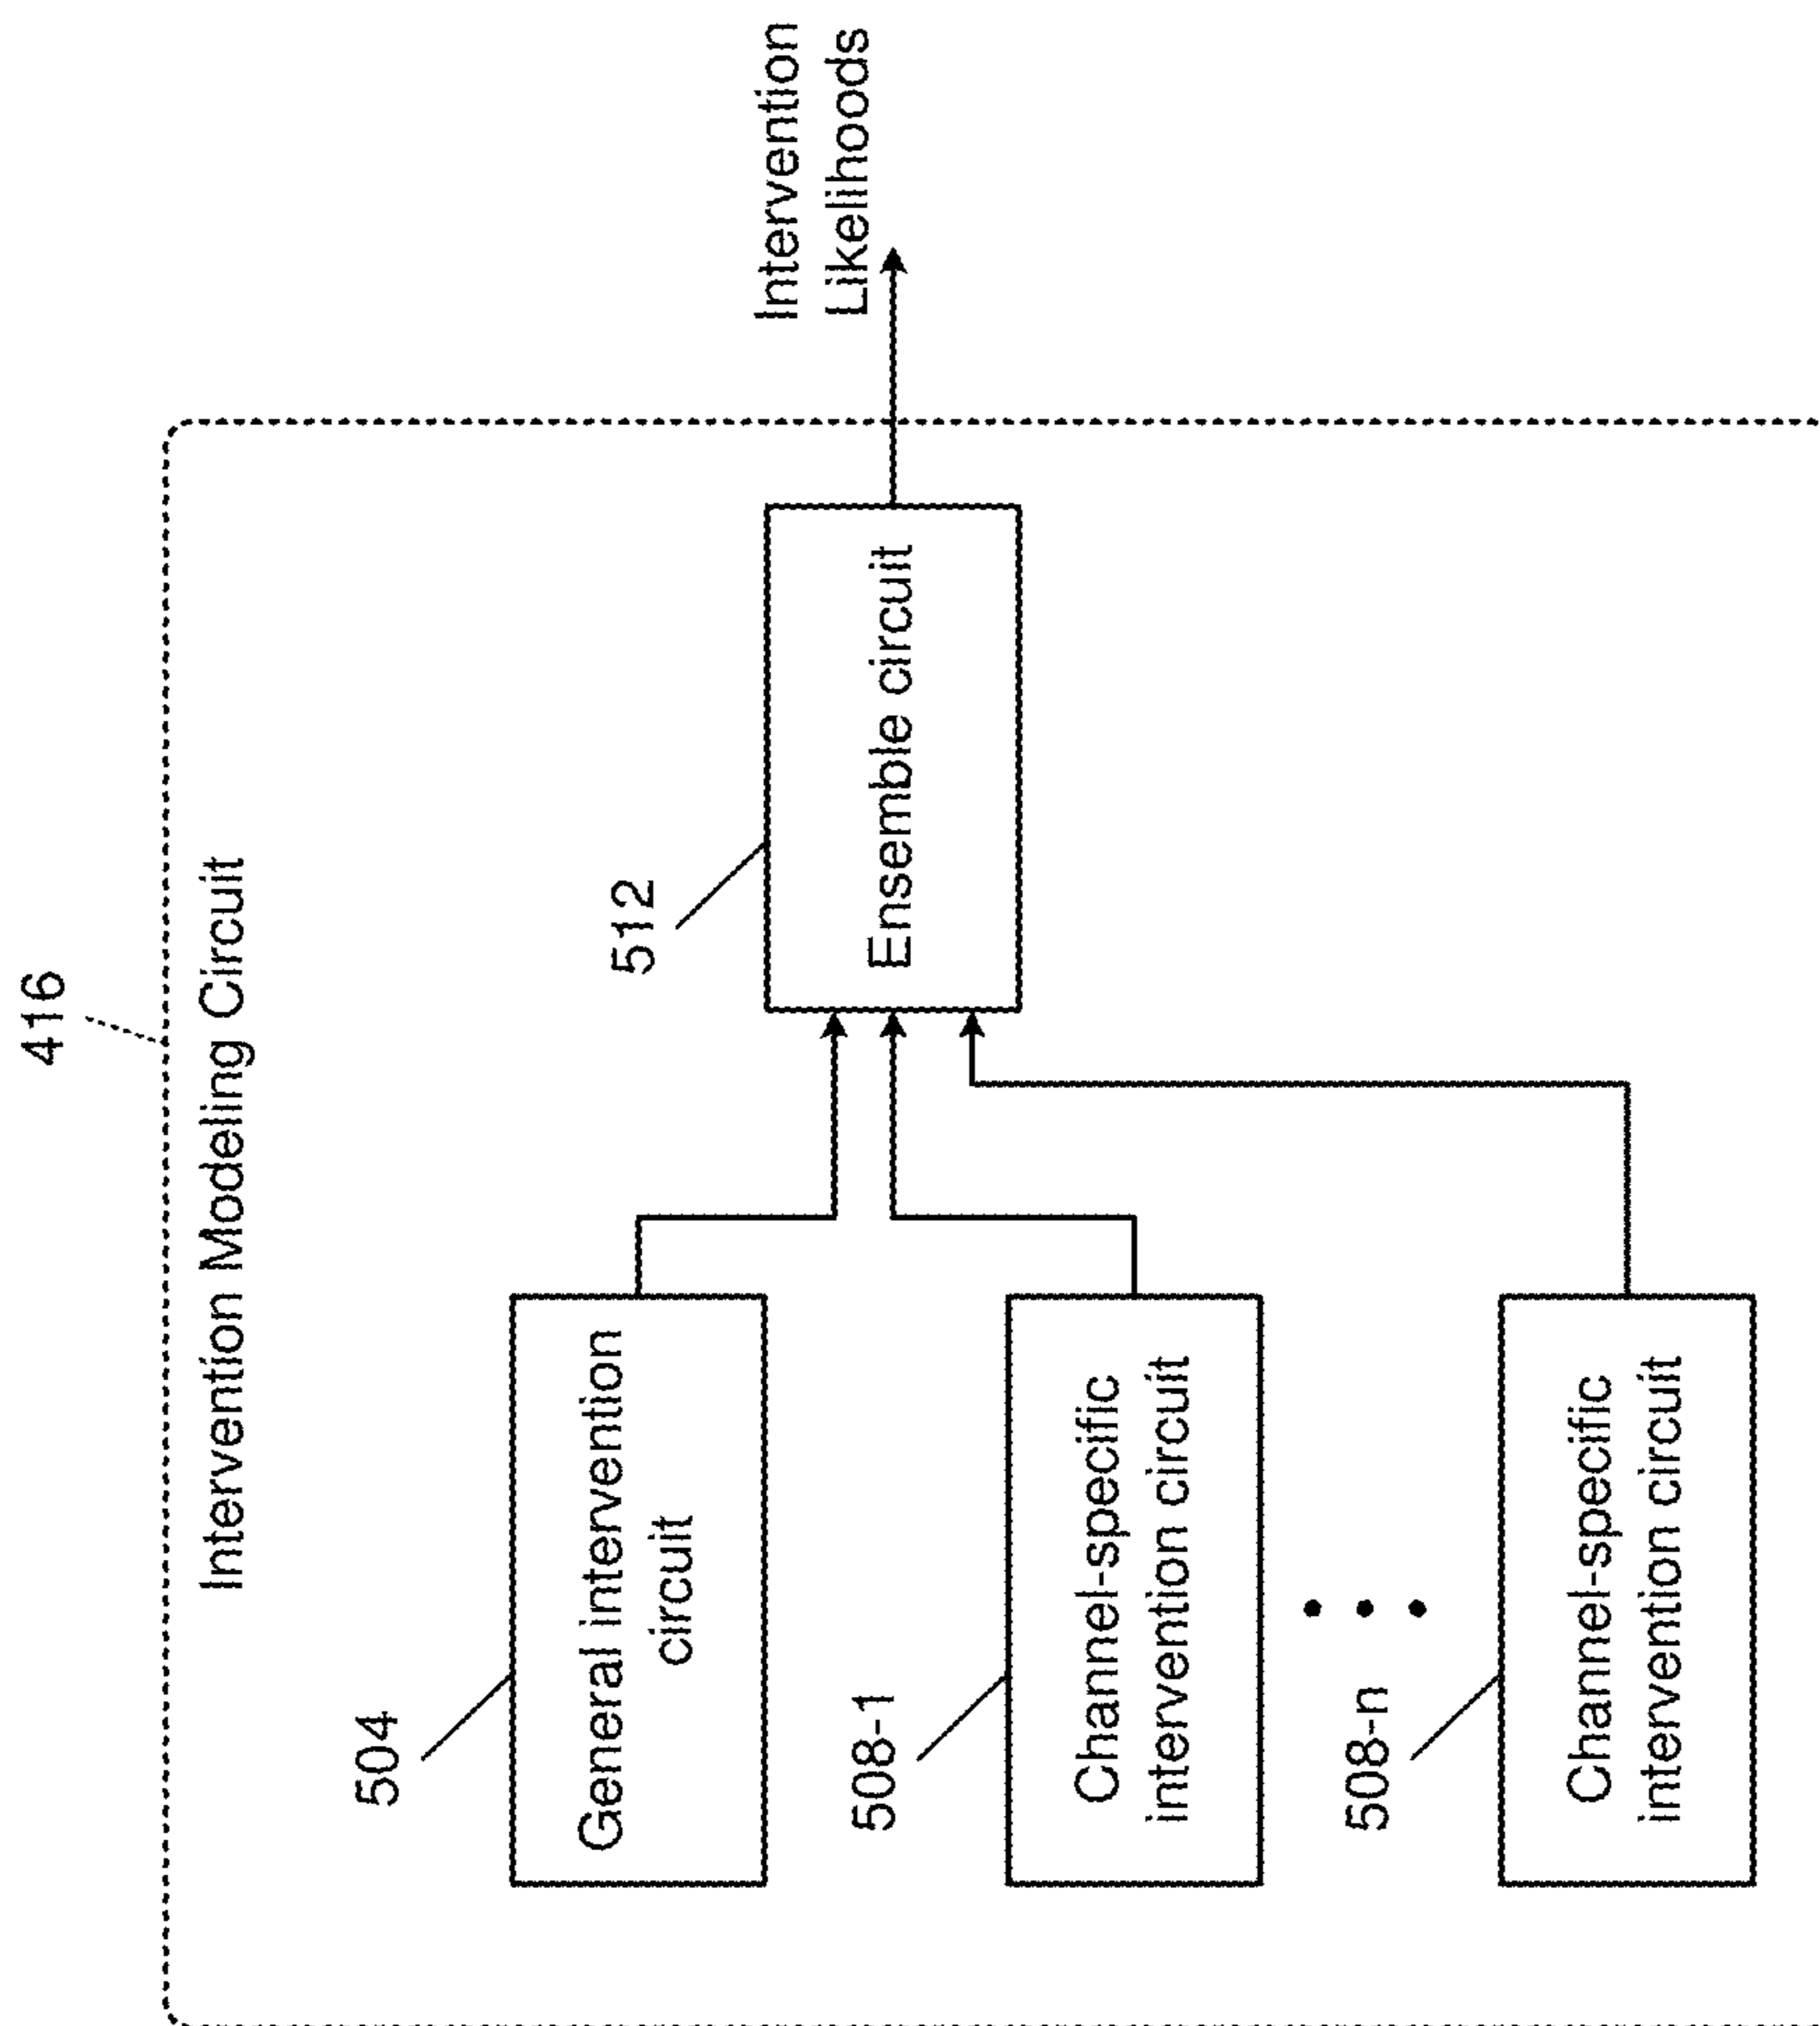 416
Intervention Modeling Circuit
504
General intervention
circuit
508-1
Channel-specific
intervention circuit
508-n
Channel-specific
intervention circuit
512
Ensemble circuit
Intervention
Likelihoods